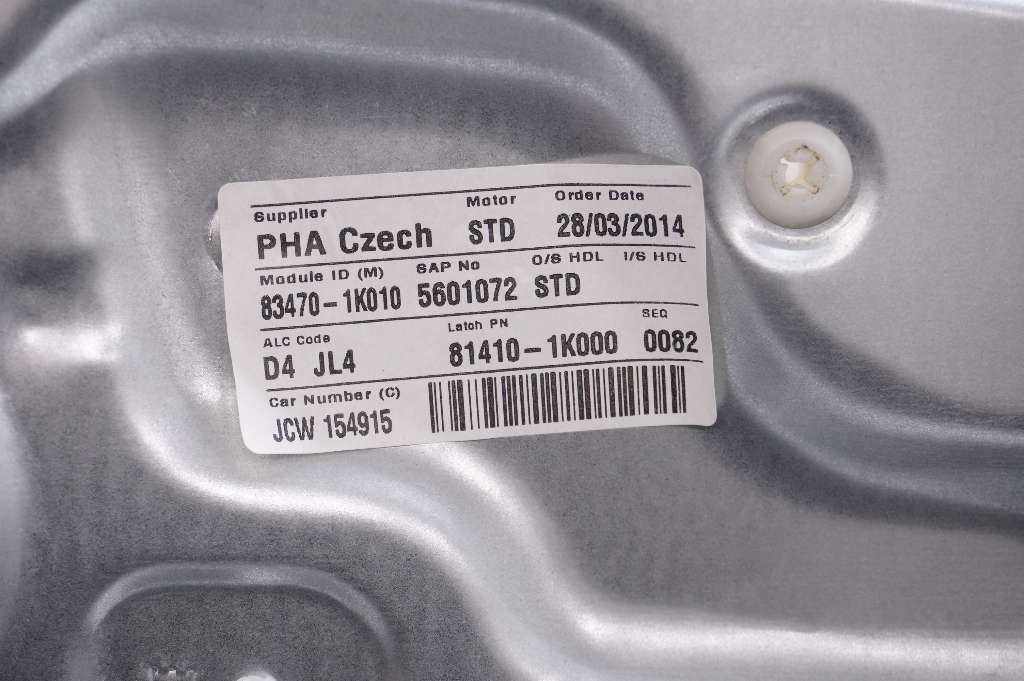 Supplier Motor Order Date
PHA Czech STD 28/03/2014
Module ID (M) SAP No O/S HDL I/S HDL
83470-1K010 5601072 STD
ALC Code Latch PN SEQ
D4 JL4 81410-1K000 0082
Car Number (C)
JCW 154915